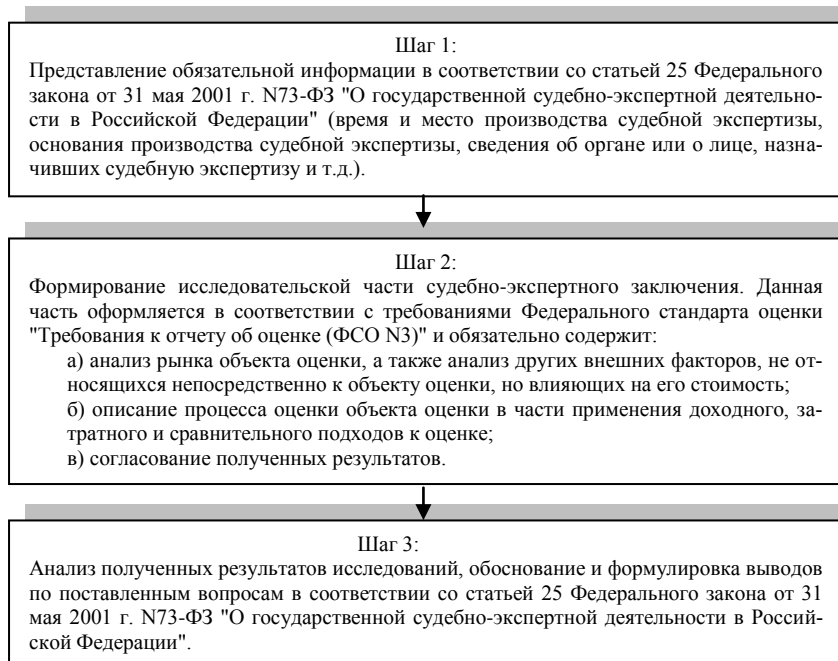 Шаг 1:
Представление обязательной информации в соответствии со статьей 25 Федерального
закона от 31 мая 2001 г. N73-ФЗ "О государственной судебно-экспертной деятельно-
сти в Российской Федерации" (время и место производства судебной экспертизы,
основания производства судебной экспертизы, сведения об органе или о лице, назна-
чивших судебную экспертизу и т.д.).
Шаг 2:
Формирование исследовательской части судебно-экспертного заключения. Данная
часть оформляется в соответствии с требованиями Федерального стандарта оценки
"Требования к отчету об оценке (ФСО N3)" и обязательно содержит:
а) анализ рынка объекта оценки, а также анализ других внешних факторов, не от-
носящихся непосредственно к объекту оценки, но влияющих на его стоимость;
б) описание процесса оценки объекта оценки в части применения доходного, за-
тратного и сравнительного подходов к оценке;
в) согласование полученных результатов.
Шаг 3:
Анализ полученных результатов исследований, обоснование и формулировка выводов
по поставленным вопросам в соответствии со статьей 25 Федерального закона от 31
мая 2001 г. N73-ФЗ "О государственной судебно-экспертной деятельности в Россий-
ской Федерации".